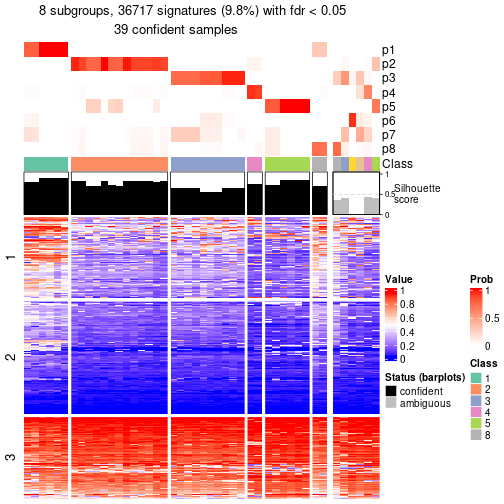 8 subgroups, 36717 signatures (9.8%) with fdr < 0.05
39 confident samples
p1
p2
p3
p4
p5
p6
p7
p8
Class
1
0.5
0
Silhouette
score
1
2
3
Value
1
0.8
0.6
0.4
0.2
0
Status (barplots)
confident
ambiguous
Prob
1
0.5
0
Class
1
2
3
4
5
8